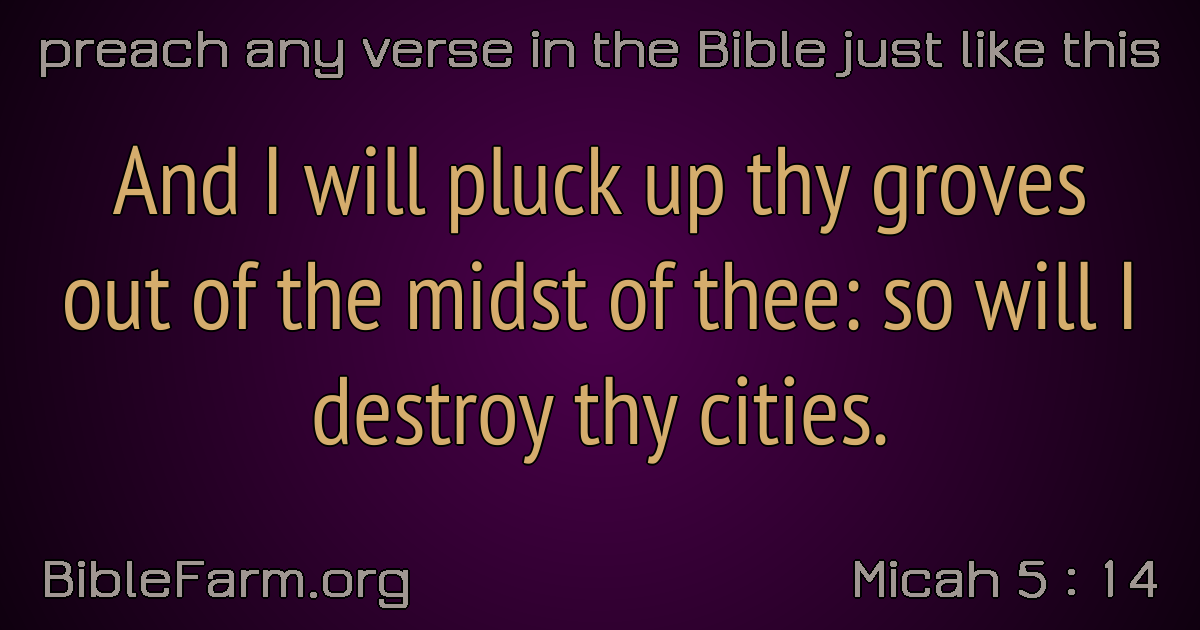 preach any verse in the Bible just like this
And I will pluck up thy groves
out of the midst of thee: so will I
destroy thy cities.
BibleFarm.org
Micah 5 : 14